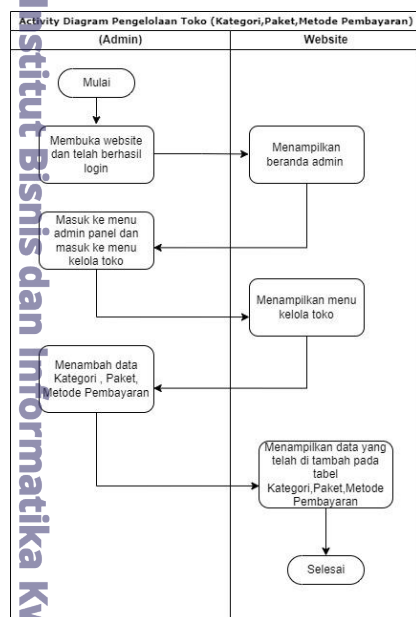 Activity Diagram Pengelolaan Toko (Kategori,Paket,Metode Pembayaran)
(Admin)
Website
Mulai
Membuka website
dan telah berhasil
login
Menampilkan
beranda admin
Masuk ke menu
admin panel dan
masuk ke menu
kelola toko
Menampilkan menu
kelola toko
Menambah data
Kategori , Paket,
Metode Pembayaran
Menampilkan data yang
telah di tambah pada
tabel
Kategori,Paket,Metode
Pembayaran
Selesai
nstitut Bisnis dan Informatika Kw